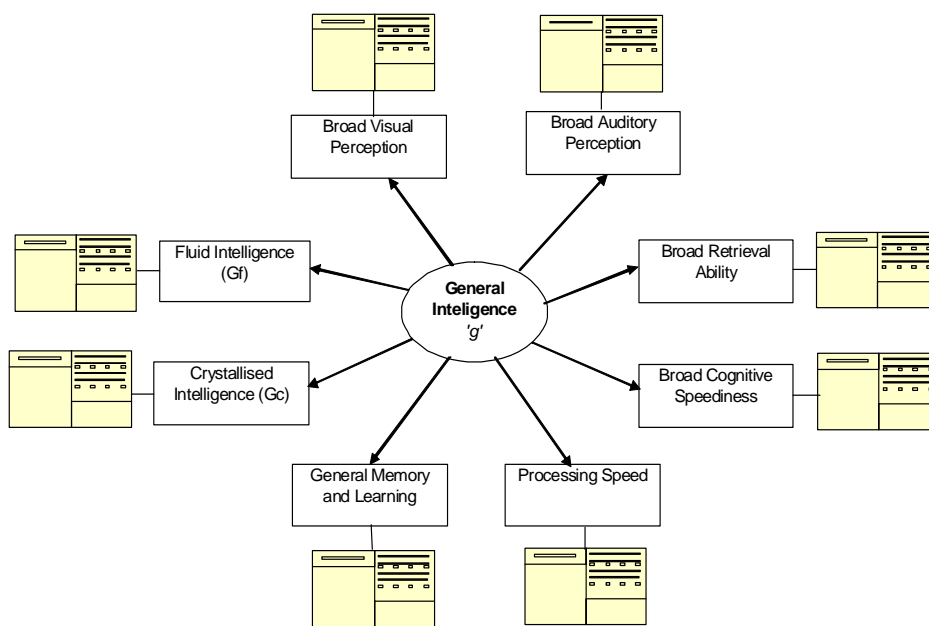 Broad Visual
Perception
Broad Auditory
Perception
Fluid Intelligence
(Gf)
General
Inteligence
'g'
Broad Retrieval
Ability
Crystallised
Intelligence (Gc)
Broad Cognitive
Speediness
General Memory
and Learning
Processing Speed